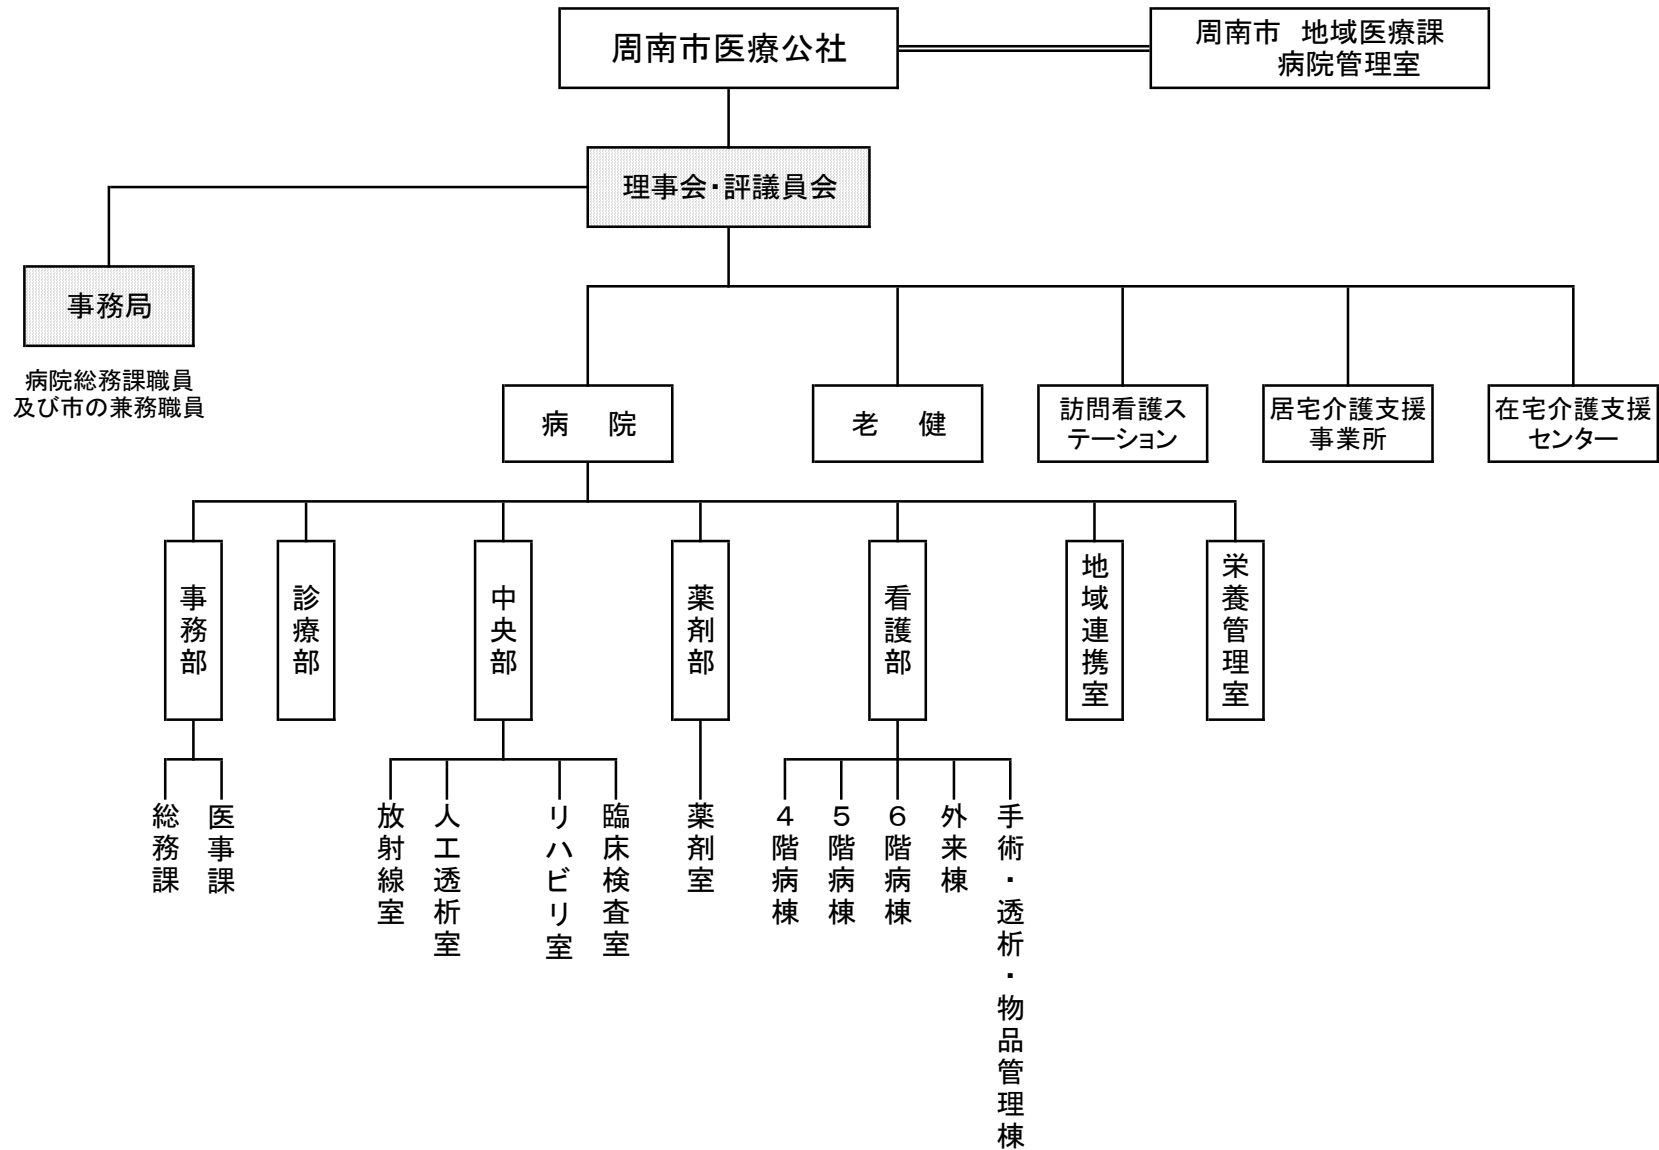 周南市医療公社
周南市　地域医療課
病院管理室
理事会・評議員会
事務局
病院総務課職員
及び市の兼務職員
病　院
老　健
訪問看護ス
テーション
居宅介護支援
事業所
在宅介護支援
センター
事務部
診療部
中央部
薬剤部
看護部
地域連携室
栄養管理室
総務課
医事課
放射線室
人工透析室
リハビリ室
臨床検査室
薬剤室
４階病棟
５階病棟
６階病棟
外来棟
手術・透析・物品管理棟